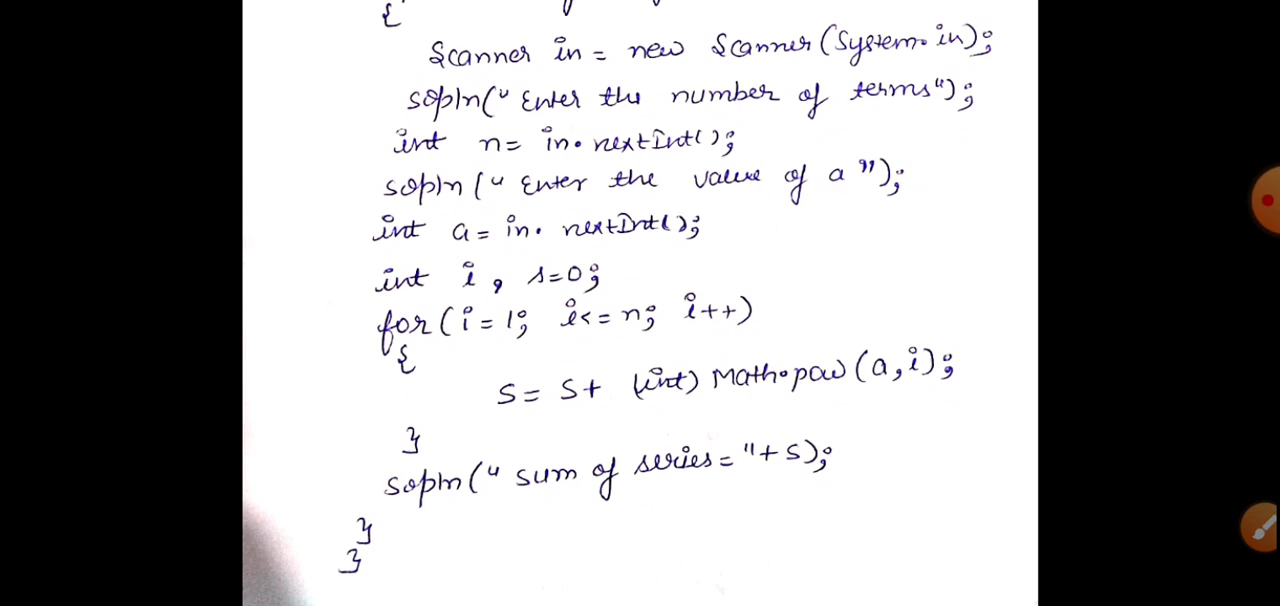 {
Scanner in = new Scanner(System.in);
sopln("Enter the number of terms");
int n= in.nextInt();
sopln("Enter the value of a");
int a= in.nextInt();
int i, s=0;
for(i=1; i<=n; i++)
{
s= s+ (int) Math.pow(a,i);
}
sopln("sum of series="+s);
}
}